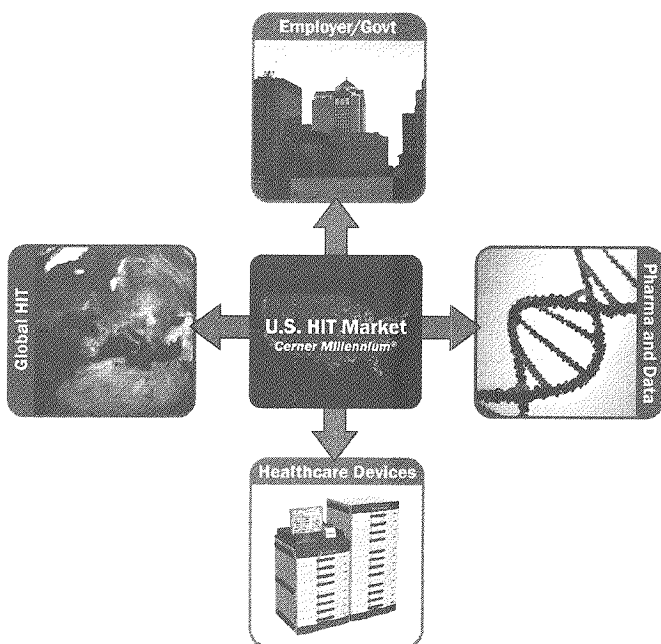 Employer/Govt
Global HIT
U.S. HIT Market
Cerner Millennium®
Pharma and Data
Healthcare Devices